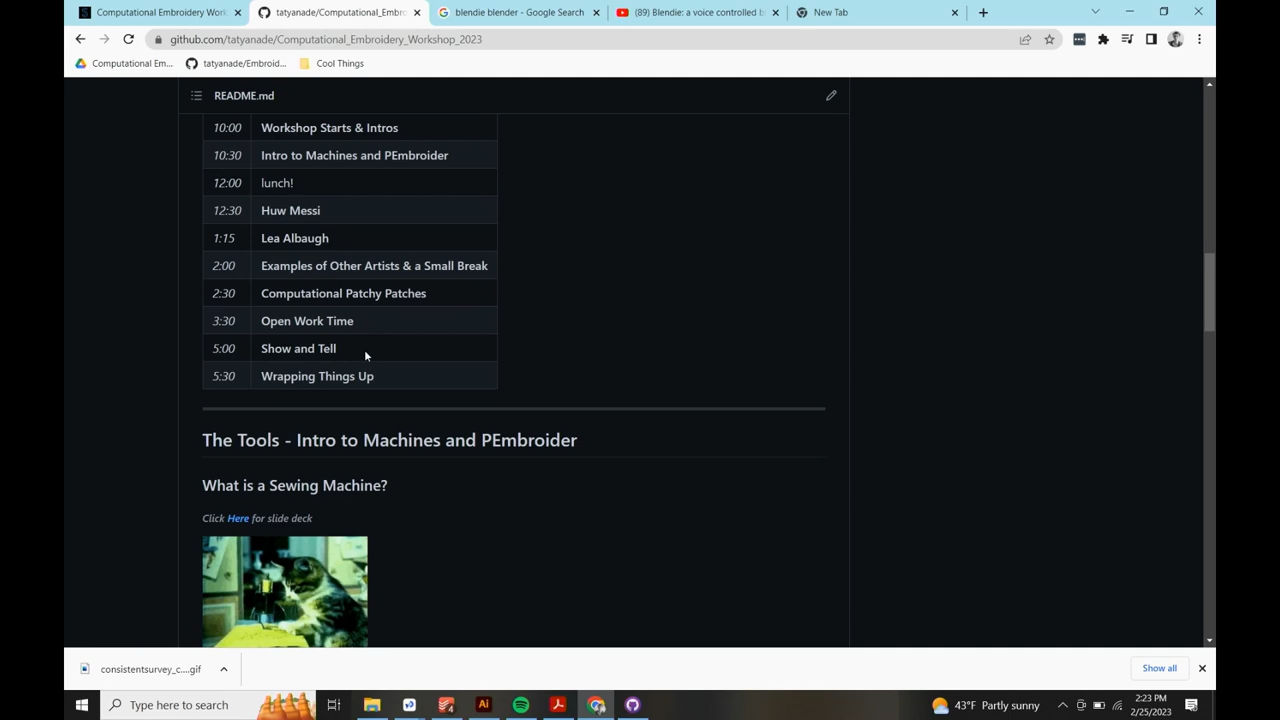 Computational Embroidery Work
tatyanade/Computational_Embro
blendie blender - Google Search
(89) Blendie: a voice controlled b
New Tab
github.com/tatyanade/Computational_Embroidery_Workshop_2023
Computational Em...
tatyanade/Embroid...
Cool Things
README.md
10:00 Workshop Starts & Intros
10:30 Intro to Machines and PEmbroider
12:00 lunch!
12:30 Huw Messi
1:15 Lea Albaugh
2:00 Examples of Other Artists & a Small Break
2:30 Computational Patchy Patches
3:30 Open Work Time
5:00 Show and Tell
5:30 Wrapping Things Up
The Tools - Intro to Machines and PEmbroider
What is a Sewing Machine?
Click Here for slide deck
consistentsurvey_c....gif
Show all
Type here to search
43°F Partly sunny
2:23 PM
2/25/2023